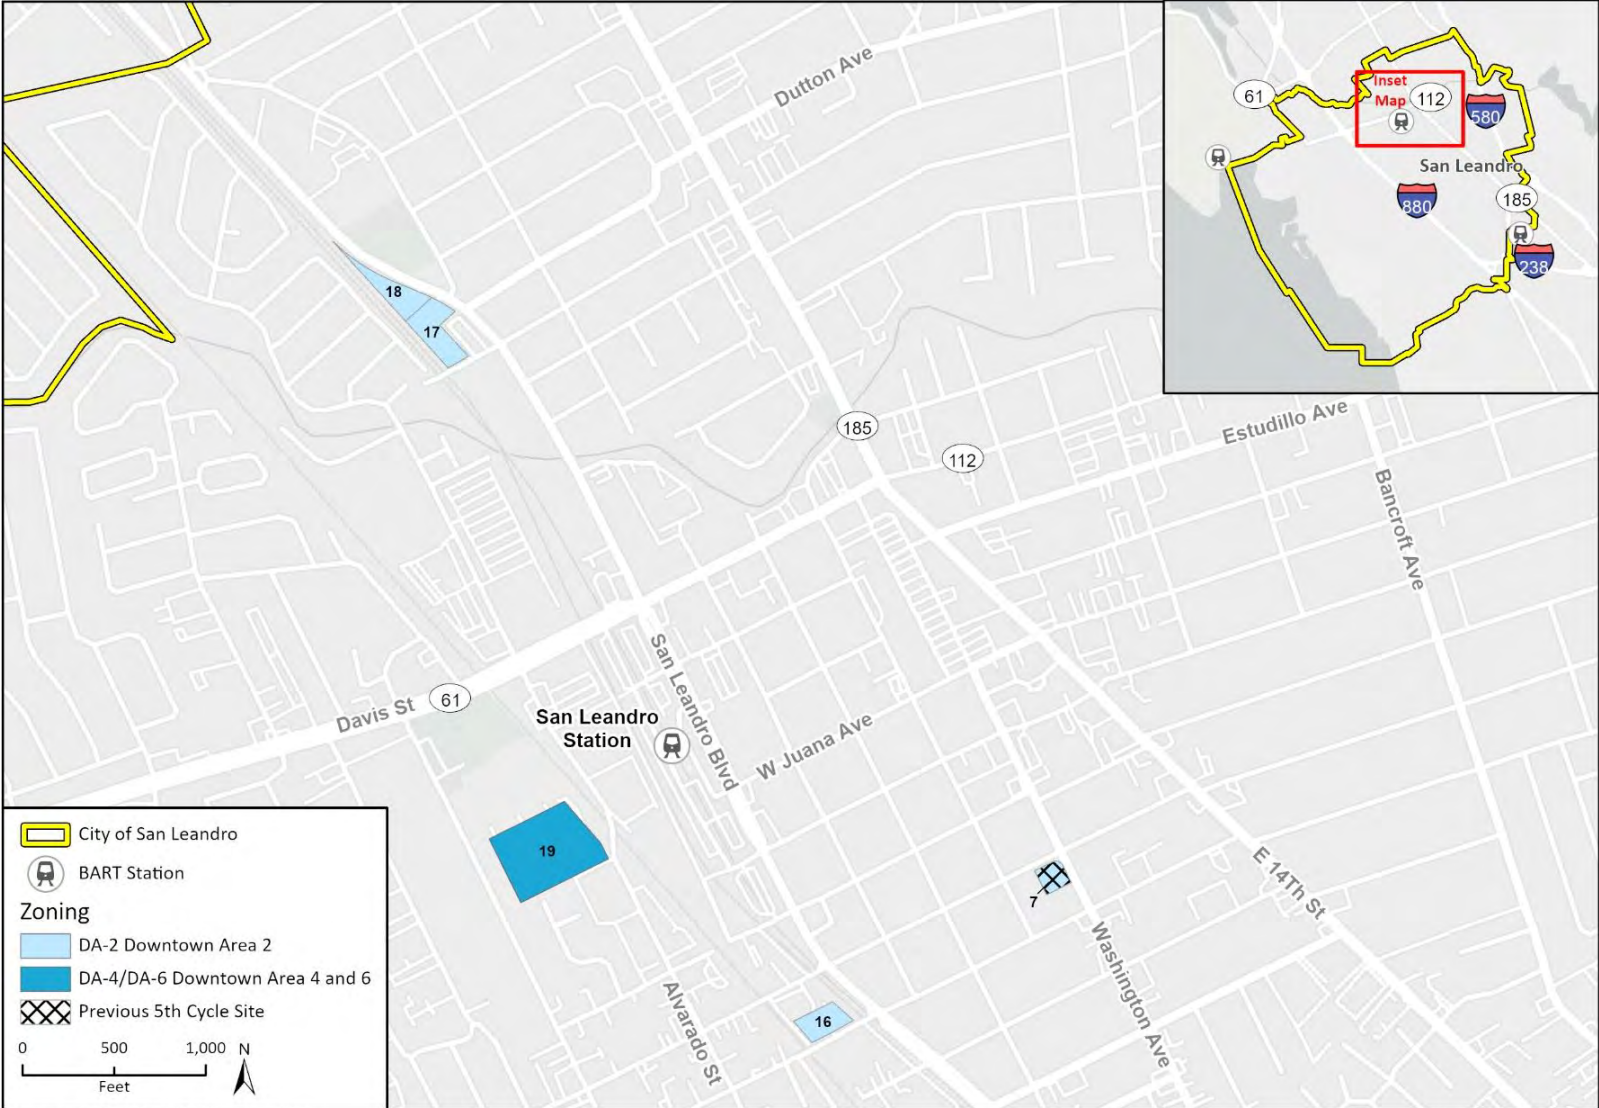 Dutton Ave
61
Inset
Map
112
580
San Leandro
880
185
238
18
17
185
112
Estudillo Ave
Bancroft Ave
San Leandro Blvd
Davis St
61
San Leandro
Station
W Juana Ave
19
7
E 14Th St
Washington Ave
Alvarado St
16
City of San Leandro
BART Station
Zoning
DA-2 Downtown Area 2
DA-4/DA-6 Downtown Area 4 and 6
Previous 5th Cycle Site
0 500 1,000 N
Feet